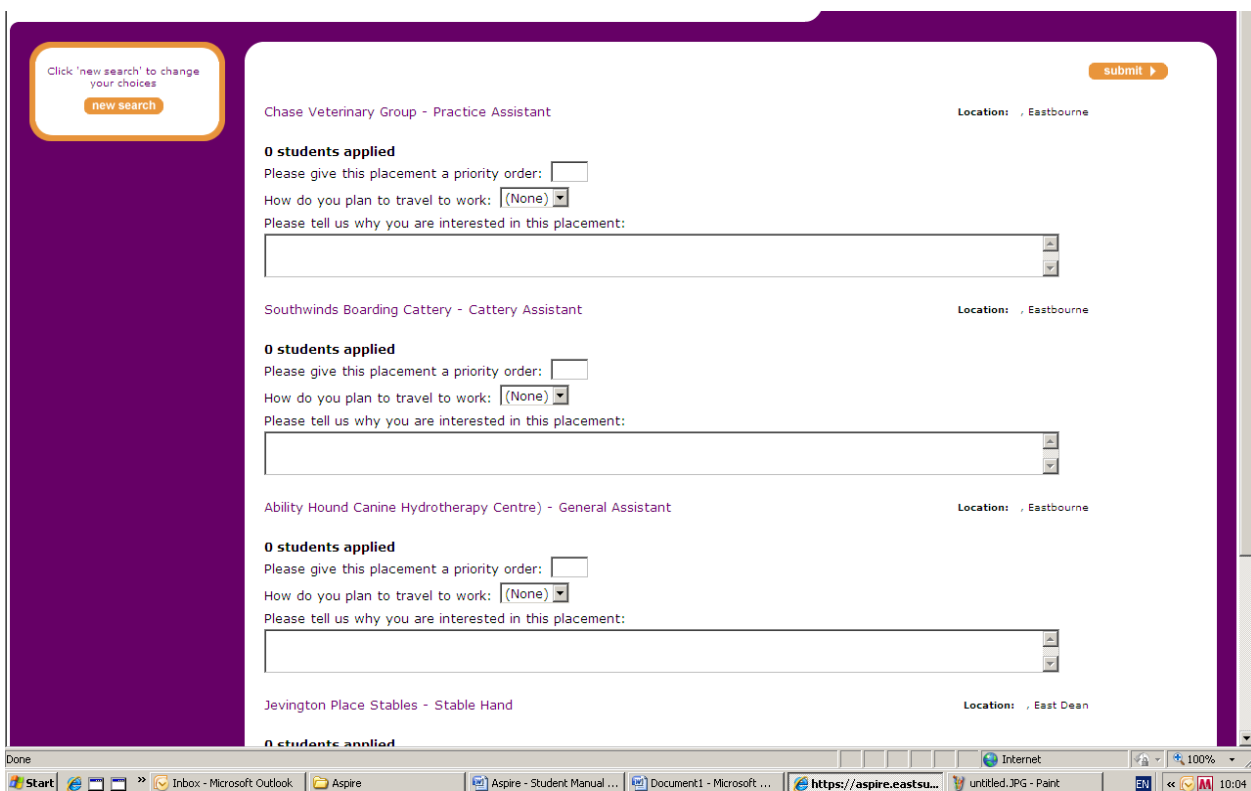 Click 'new search' to change
your choices
new search
submit
Chase Veterinary Group - Practice Assistant
Location: , Eastbourne
0 students applied
Please give this placement a priority order:
How do you plan to travel to work: (None)
Please tell us why you are interested in this placement:
Southwinds Boarding Cattery - Cattery Assistant
Location: , Eastbourne
0 students applied
Please give this placement a priority order:
How do you plan to travel to work: (None)
Please tell us why you are interested in this placement:
Ability Hound Canine Hydrotherapy Centre) - General Assistant
Location: , Eastbourne
0 students applied
Please give this placement a priority order:
How do you plan to travel to work: (None)
Please tell us why you are interested in this placement:
Jevington Place Stables - Stable Hand
Location: , East Dean
0 students applied
Done
Internet
100%
Start
»
Inbox - Microsoft Outlook
Aspire
Aspire - Student Manual ...
Document1 - Microsoft ...
https://aspire.eastsu...
untitled.JPG - Paint
EN
«
M
10:04